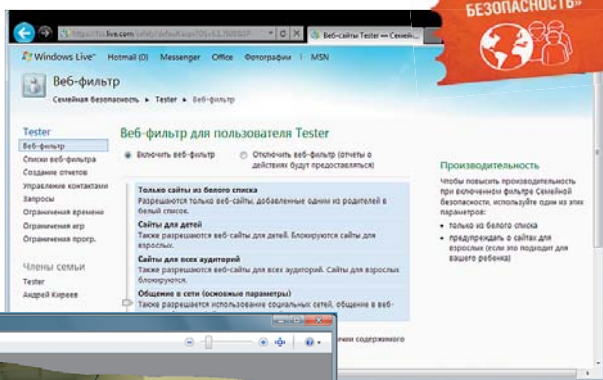 БЕЗОПАСНОСТЬ»
live.com
Веб-сайты Tester — Семей...
Windows Live™ Hotmail (0) Messenger Office Фотографии MSN
Веб-фильтр
Семейная безопасность ▸ Tester ▸ Веб-фильтр
Tester
Веб-фильтр
Списки веб-фильтра
Создание отчетов
Управление контактами
Запросы
Ограничения времени
Ограничения игр
Ограничения прогр.
Члены семьи
Tester
Андрей Киреев
Веб-фильтр для пользователя Tester
Включить веб-фильтр
Отключить веб-фильтр (отчеты о
действиях будут предоставляться)
Только сайты из белого списка
Разрешаются только веб-сайты, добавленные одним из родителей в
белый список.
Сайты для детей
Также разрешаются веб-сайты для детей. Блокируются сайты для
взрослых.
Сайты для всех аудиторий
Также разрешаются веб-сайты для всех аудиторий. Сайты для взрослых
блокируются.
Общение в сети (основные параметры)
Также разрешается использование социальных сетей, общение в веб-
содержимого
Производительность
Чтобы повысить производительность
при включенном фильтре Семейной
безопасности, используйте один из этих
параметров:
• только из белого списка
• предупреждать о сайтах для
взрослых (если это подходит для
вашего ребенка)